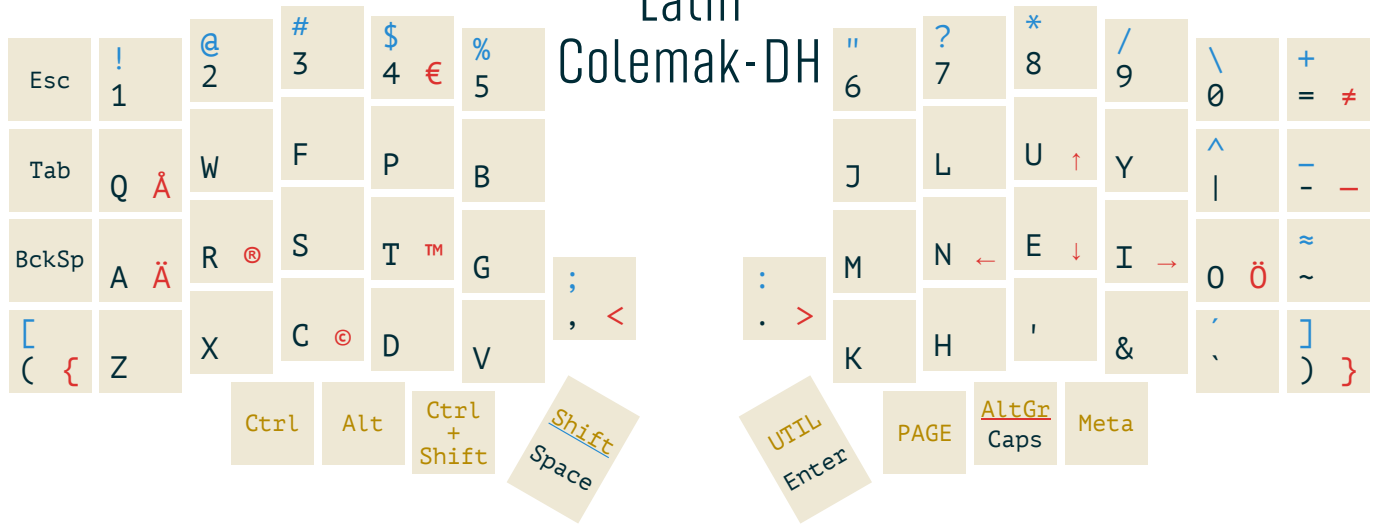 Latin
Colemak-DH
Esc
!
1
@
2
#
3
$
4 €
%
5
"
6
?
7
*
8
/
9
\
0
+
= ≠
Tab
Q Å
W
F
P
B
J
L
U ↑
Y
^
|
_
- —
BckSp
A Ä
R ®
S
T ™
G
;
, <
:
. >
M
N ←
E ↓
I →
O Ö
≈
~
[
( {
Z
X
C ©
D
V
K
H
'
&
´
`
]
) }
Ctrl
Alt
Ctrl
+
Shift
Shift
Space
UTIL
Enter
PAGE
AltGr
Caps
Meta